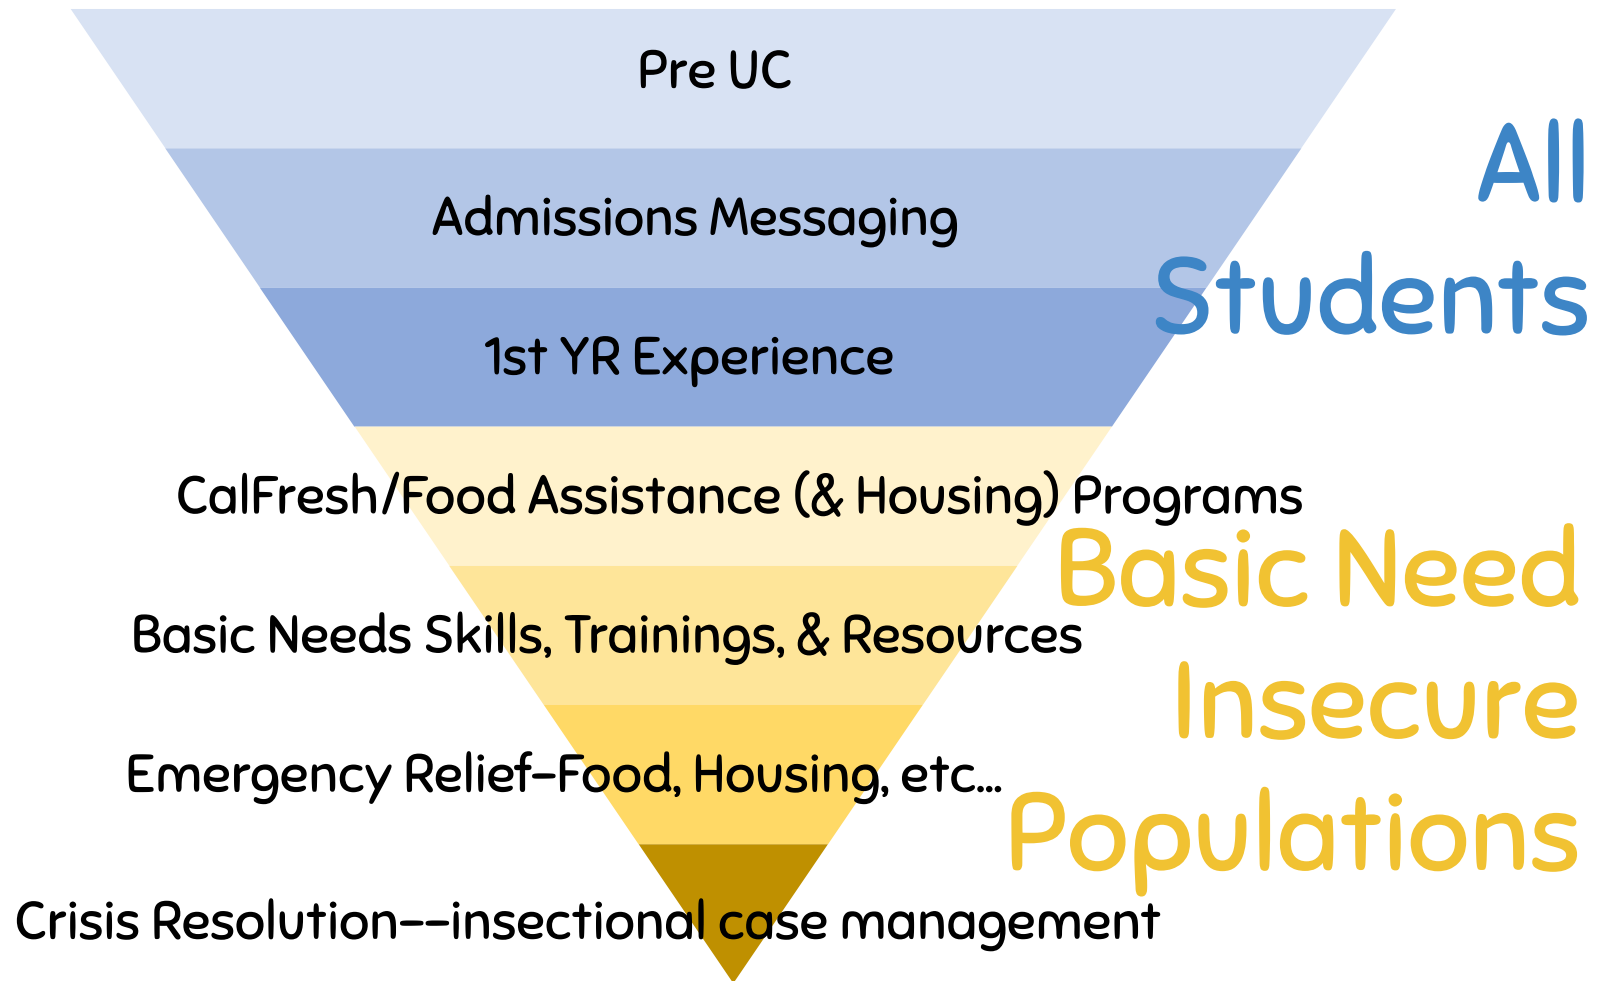 Pre UC
Admissions Messaging
1st YR Experience
All
Students
CalFresh/Food Assistance (& Housing) Programs
Basic Needs Skills, Trainings, & Resources
Emergency Relief-Food, Housing, etc...
Crisis Resolution--insectional case management
Basic Need
Insecure
Populations